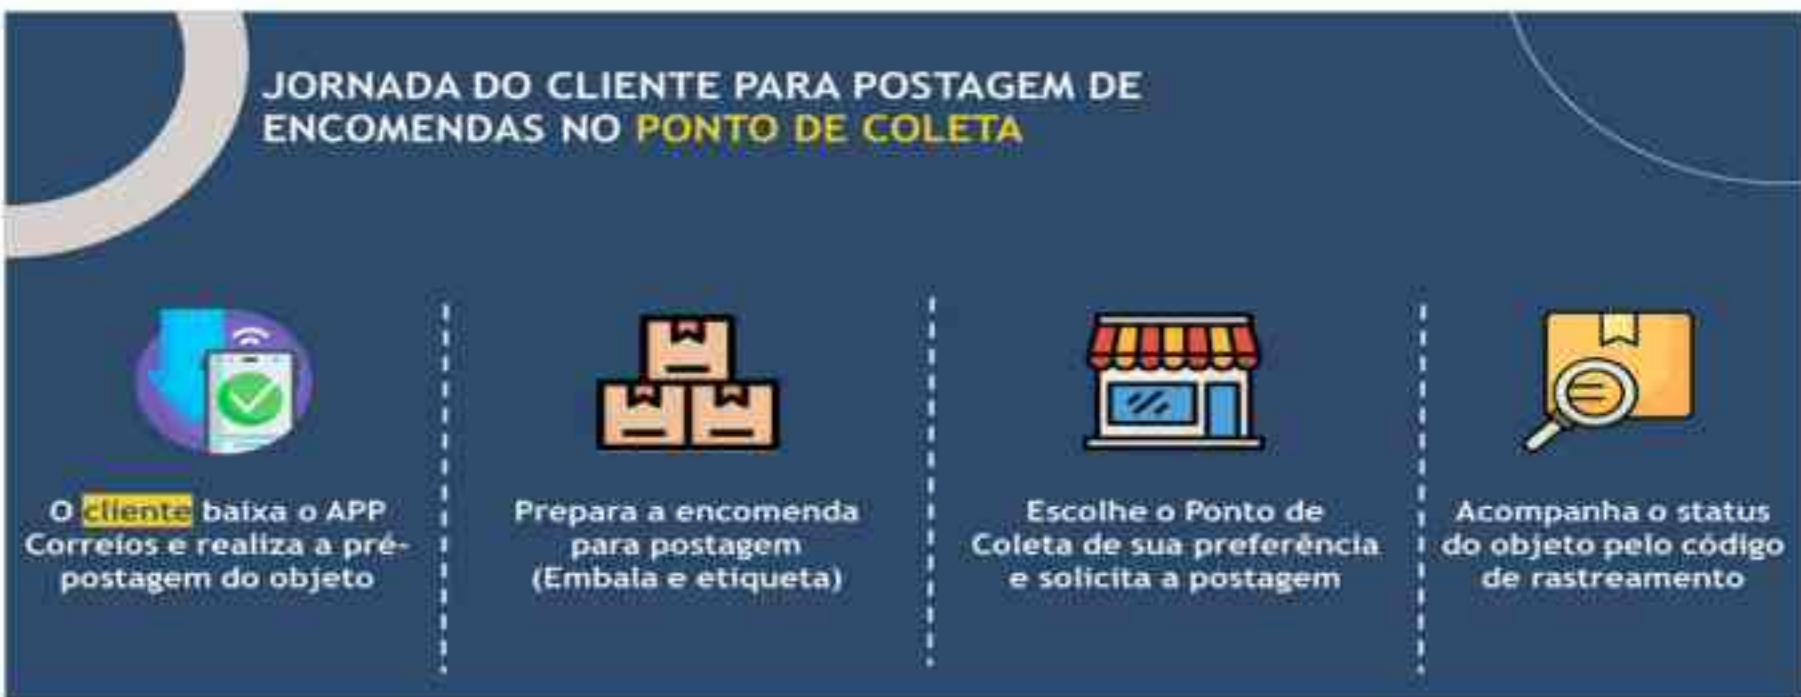 JORNADA DO CLIENTE PARA POSTAGEM DE
ENCOMENDAS NO PONTO DE COLETA
O cliente baixa o APP
Correios e realiza a pré-
postagem do objeto
Prepara a encomenda
para postagem
(Embala e etiqueta)
Escolhe o Ponto de
Coleta de sua preferência
e solicita a postagem
Acompanha o status
do objeto pelo código
de rastreamento